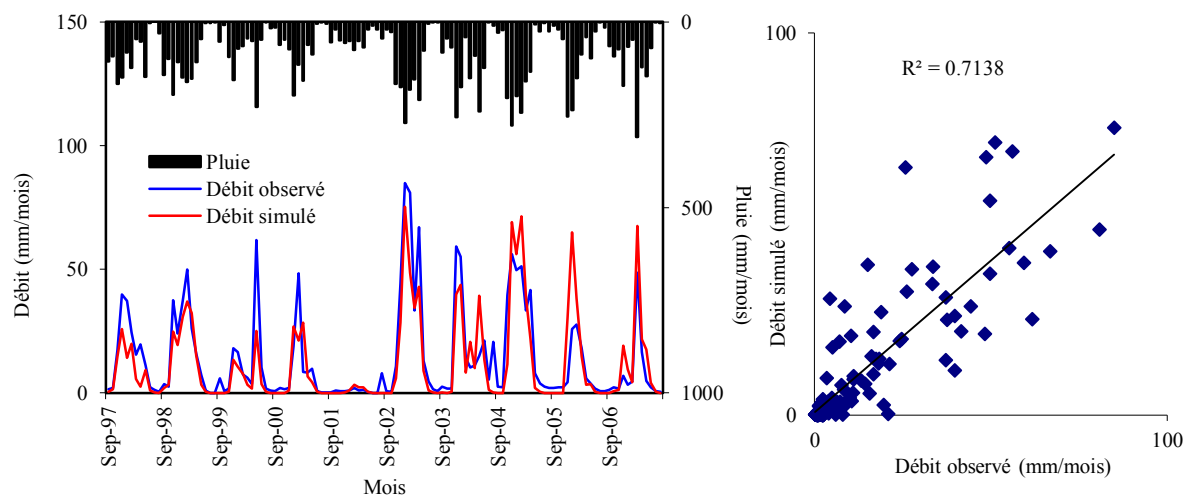 150
100
50
0
Débit (mm/mois)
0
500
1000
Pluie (mm/mois)
Pluie
Débit observé
Débit simulé
Sep-97
Sep-98
Sep-99
Sep-00
Sep-01
Sep-02
Sep-03
Sep-04
Sep-05
Sep-06
Mois
100
0
Débit simulé (mm/mois)
R² = 0.7138
0
100
Débit observé (mm/mois)